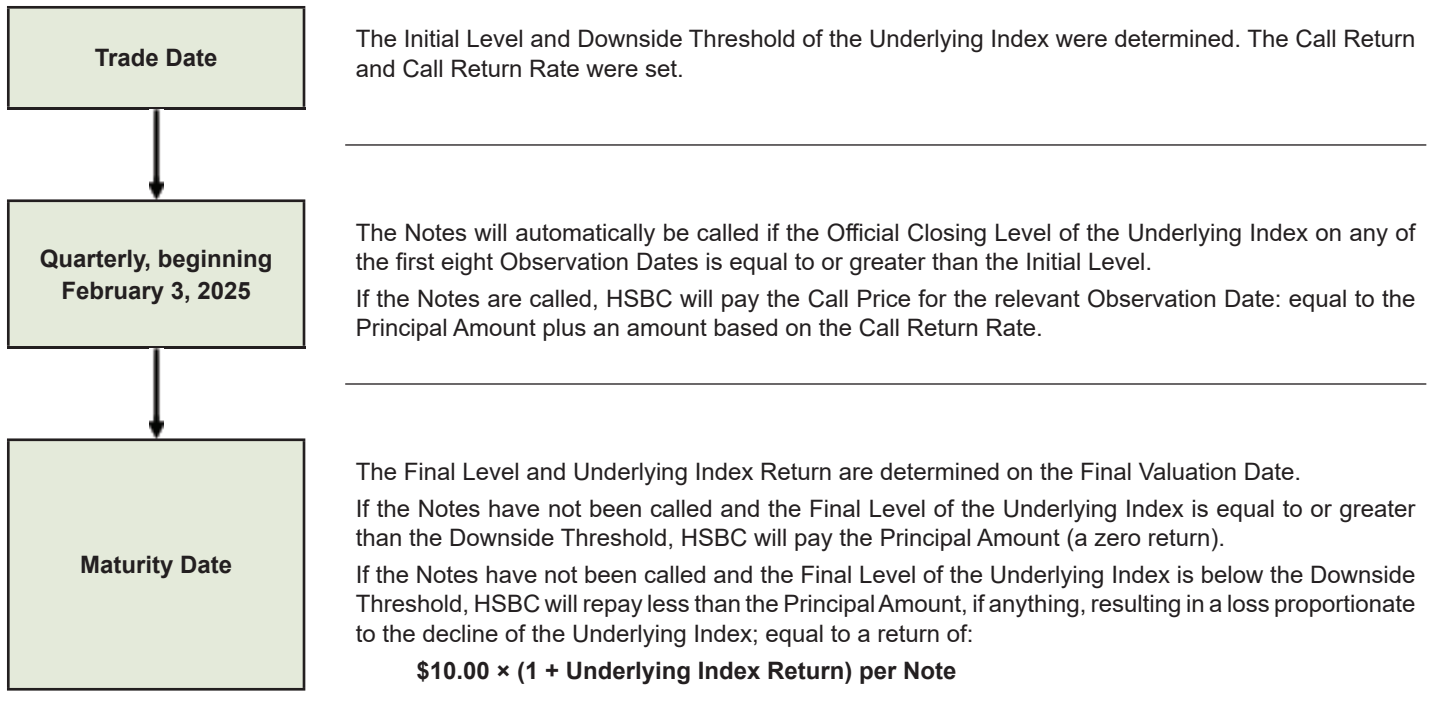 Trade Date
The Initial Level and Downside Threshold of the Underlying Index were determined. The Call Return
and Call Return Rate were set.
Quarterly, beginning
February 3, 2025
The Notes will automatically be called if the Official Closing Level of the Underlying Index on any of
the first eight Observation Dates is equal to or greater than the Initial Level.
If the Notes are called, HSBC will pay the Call Price for the relevant Observation Date: equal to the
Principal Amount plus an amount based on the Call Return Rate.
Maturity Date
The Final Level and Underlying Index Return are determined on the Final Valuation Date.
If the Notes have not been called and the Final Level of the Underlying Index is equal to or greater
than the Downside Threshold, HSBC will pay the Principal Amount (a zero return).
If the Notes have not been called and the Final Level of the Underlying Index is below the Downside
Threshold, HSBC will repay less than the Principal Amount, if anything, resulting in a loss proportionate
to the decline of the Underlying Index; equal to a return of:
$10.00 × (1 + Underlying Index Return) per Note